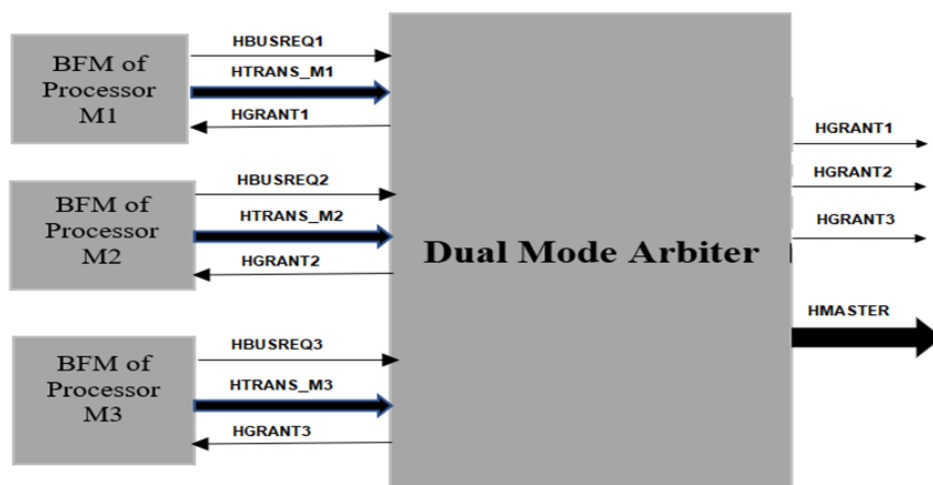 BFM of
Processor
M1
HBUSREQ1
HTRANS_M1
HGRANT1
BFM of
Processor
M2
HBUSREQ2
HTRANS_M2
HGRANT2
BFM of
Processor
M3
HBUSREQ3
HTRANS_M3
HGRANT3
Dual Mode Arbiter
HGRANT1
HGRANT2
HGRANT3
HMASTER